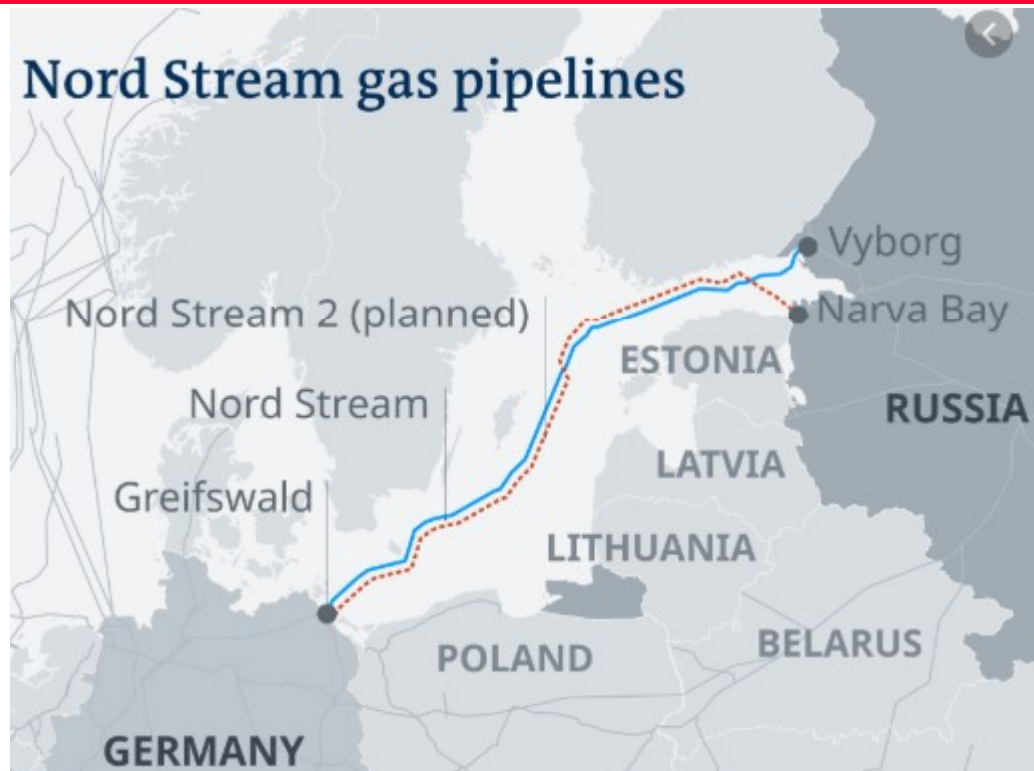 Nord Stream gas pipelines
Vyborg
Nord Stream 2 (planned)
Narva Bay
ESTONIA
Nord Stream
RUSSIA
LATVIA
Greifswald
LITHUANIA
BELARUS
POLAND
GERMANY